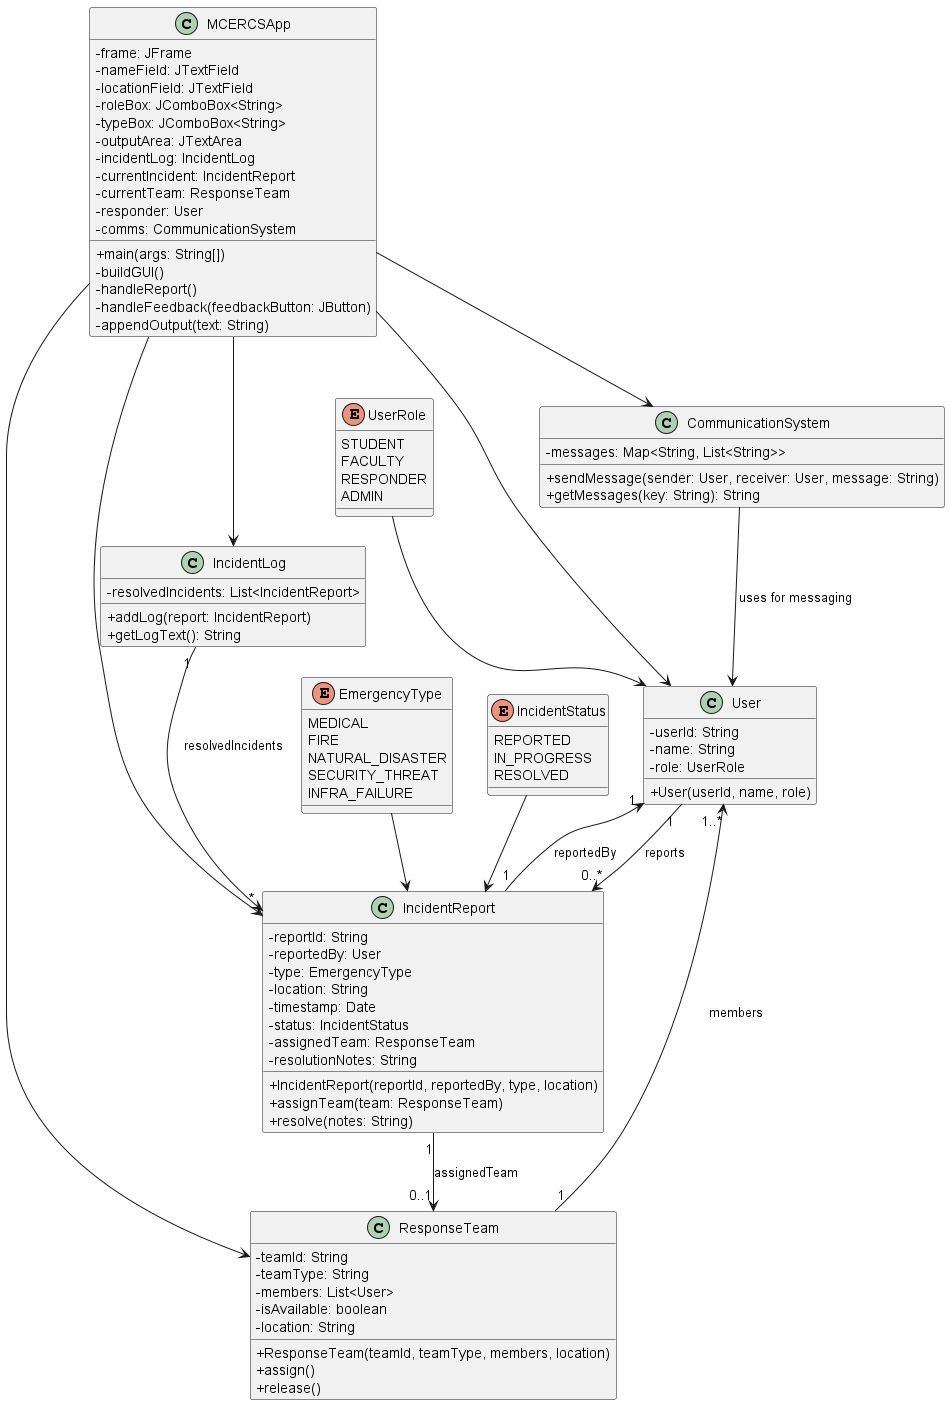 C MCERCSApp
-frame: JFrame
-nameField: JTextField
-locationField: JTextField
-roleBox: JComboBox<String>
-typeBox: JComboBox<String>
-outputArea: JTextArea
-incidentLog: IncidentLog
-currentIncident: IncidentReport
-currentTeam: ResponseTeam
-responder: User
-comms: CommunicationSystem
+main(args: String[])
-buildGUI()
-handleReport()
-handleFeedback(feedbackButton: JButton)
-appendOutput(text: String)
E UserRole
STUDENT
FACULTY
RESPONDER
ADMIN
C CommunicationSystem
-messages: Map<String, List<String>>
+sendMessage(sender: User, receiver: User, message: String)
+getMessages(key: String): String
C IncidentLog
-resolvedIncidents: List<IncidentReport>
+addLog(report: IncidentReport)
+getLogText(): String
uses for messaging
1
resolvedIncidents
*
E EmergencyType
MEDICAL
FIRE
NATURAL_DISASTER
SECURITY_THREAT
INFRA_FAILURE
E IncidentStatus
REPORTED
IN_PROGRESS
RESOLVED
C User
-userId: String
-name: String
-role: UserRole
+User(userId, name, role)
1
reportedBy
1
1
reports
0..*
1..*
members
1
C IncidentReport
-reportId: String
-reportedBy: User
-type: EmergencyType
-location: String
-timestamp: Date
-status: IncidentStatus
-assignedTeam: ResponseTeam
-resolutionNotes: String
+IncidentReport(reportId, reportedBy, type, location)
+assignTeam(team: ResponseTeam)
+resolve(notes: String)
1
assignedTeam
0..1
C ResponseTeam
-teamId: String
-teamType: String
-members: List<User>
-isAvailable: boolean
-location: String
+ResponseTeam(teamId, teamType, members, location)
+assign()
+release()